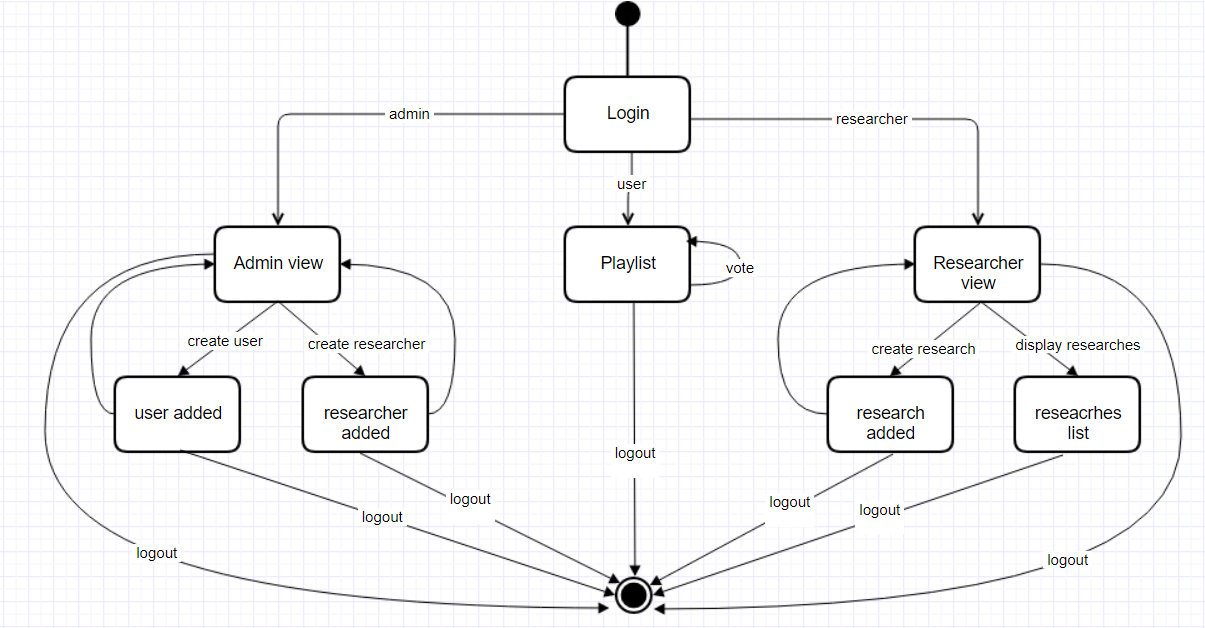 Login
admin
researcher
user
Admin view
Playlist
vote
Researcher
view
create user
create researcher
create research
display researches
user added
researcher
added
research
added
reseacrhes
list
logout
logout
logout
logout
logout
logout
logout